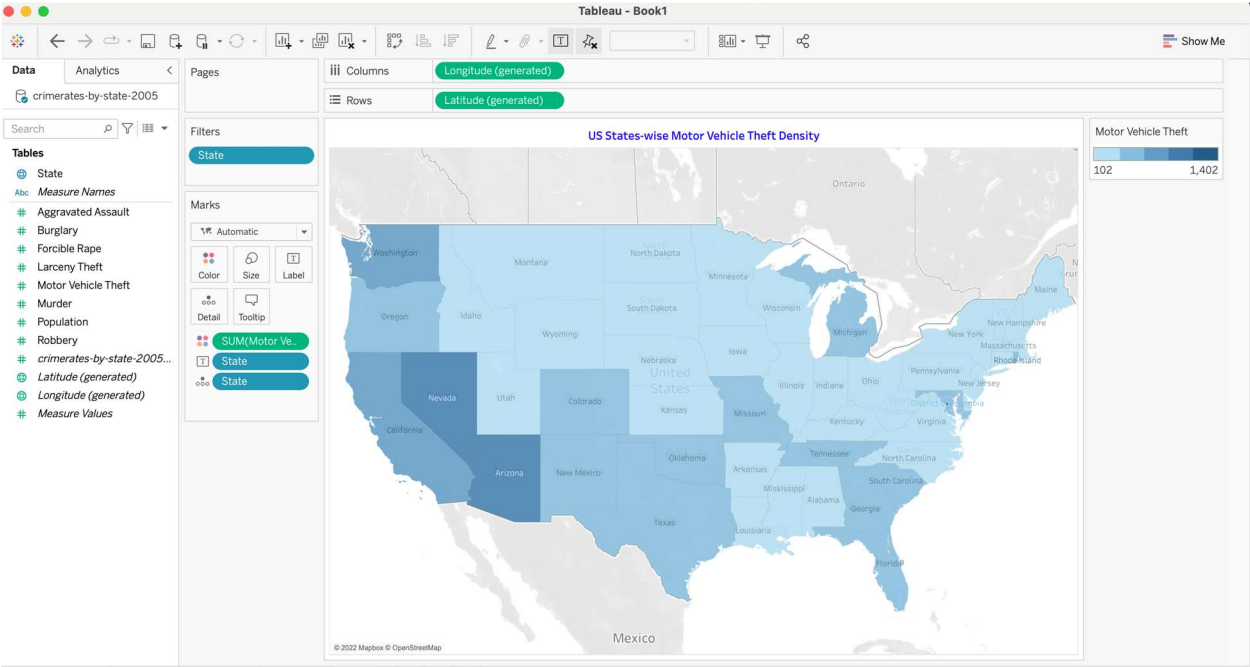 Tableau - Book1
Show Me
Data
Analytics
crimerates-by-state-2005
Search
Tables
State
Abc Measure Names
Aggravated Assault
Burglary
Forcible Rape
Larceny Theft
Motor Vehicle Theft
Murder
Population
Robbery
crimerates-by-state-2005...
Latitude (generated)
Longitude (generated)
Measure Values
Pages
Filters
State
Marks
Automatic
Color
Size
Label
Detail
Tooltip
SUM(Motor Ve..
State
State
Columns
Longitude (generated)
Rows
Latitude (generated)
US States-wise Motor Vehicle Theft Density
Ontario
Washington
Montana
North Dakota
Minnesota
Maine
Oregon
Idaho
South Dakota
Wisconsin
Michigan
New York
New Hampshire
Massachusetts
Rhode Island
Wyoming
Iowa
Nebraska
United
States
Pennsylvania
New Jersey
Nevada
Utah
Colorado
Kansas
Illinois
Indiana
Ohio
Missouri
Kentucky
Virginia
California
Arizona
New Mexico
Oklahoma
Arkansas
Tennessee
North Carolina
South Carolina
Mississippi
Alabama
Georgia
Texas
Louisiana
Florida
Mexico
© 2022 Mapbox © OpenStreetMap
Motor Vehicle Theft
102
1,402